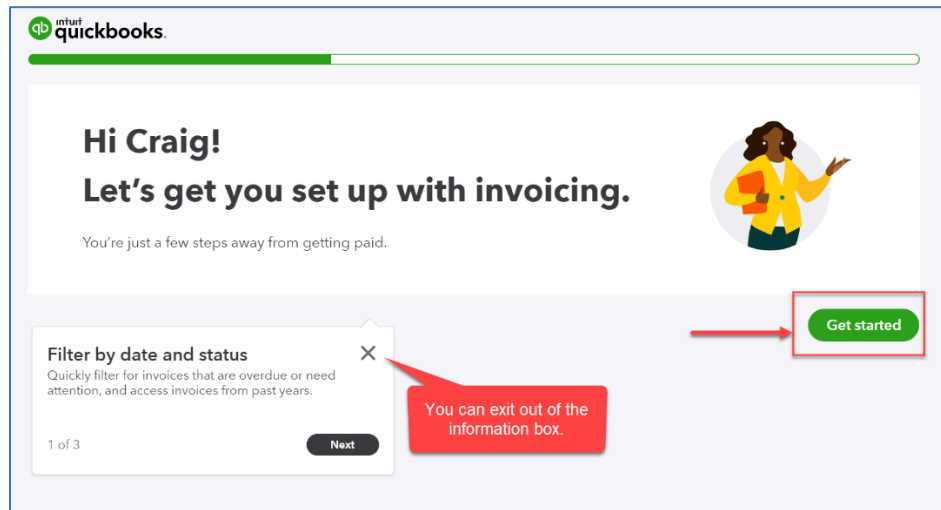 qb intuit
quickbooks.
Hi Craig!
Let's get you set up with invoicing.
You're just a few steps away from getting paid.
Get started
Filter by date and status
Quickly filter for invoices that are overdue or need
attention, and access invoices from past years.
1 of 3
Next
You can exit out of the
information box.